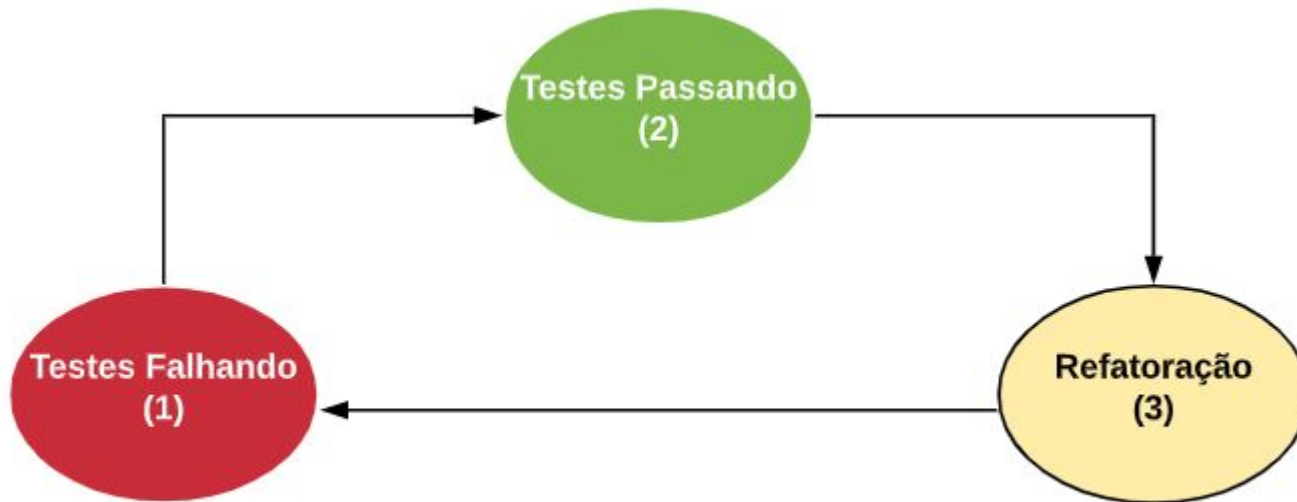 Testes Passando
(2)
Testes Falhando
(1)
Refatoração
(3)